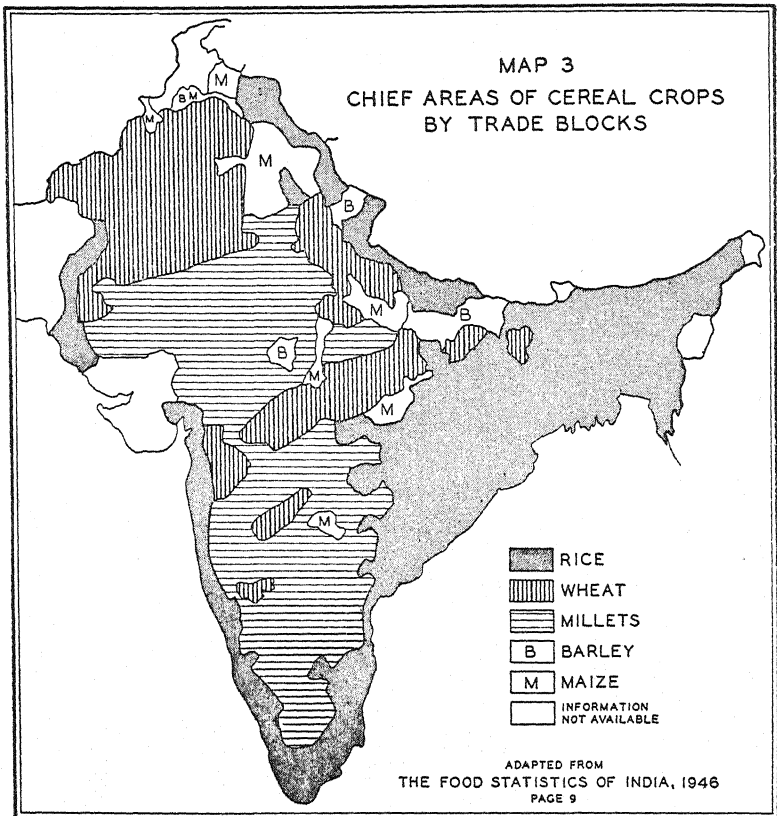 MAP 3
CHIEF AREAS OF CEREAL CROPS
BY TRADE BLOCKS
M
B M
M
M
B
M
B
B
M
M
M
RICE
WHEAT
MILLETS
B BARLEY
M MAIZE
INFORMATION
NOT AVAILABLE
ADAPTED FROM
THE FOOD STATISTICS OF INDIA, 1946
PAGE 9